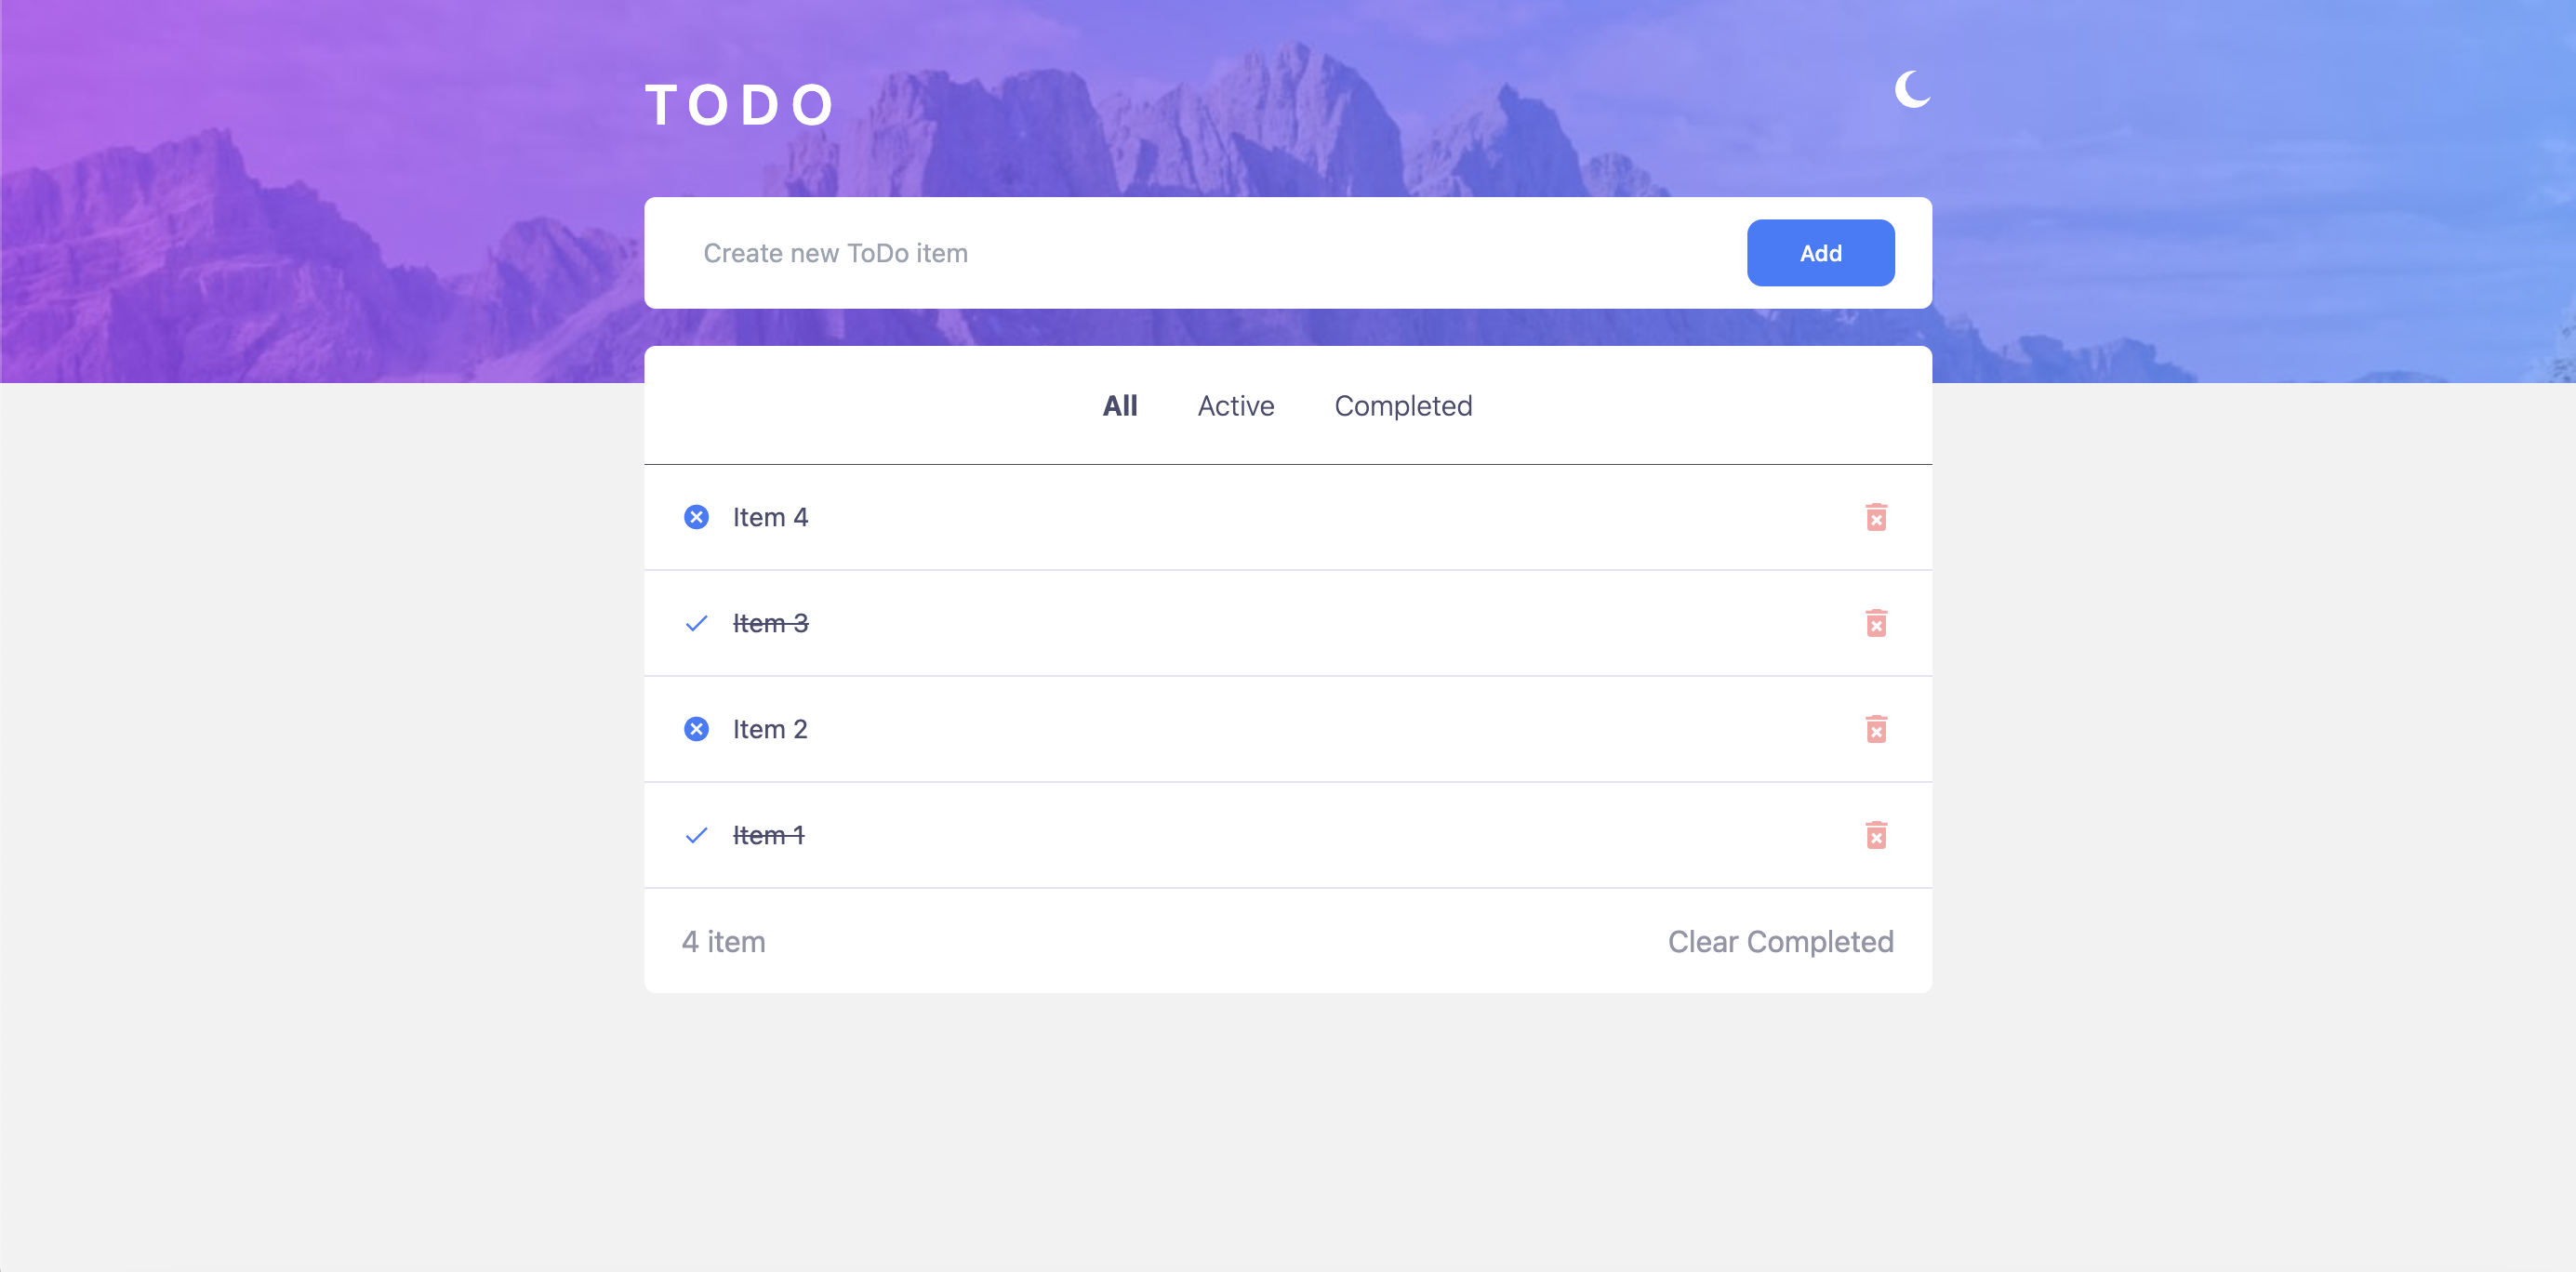 TODO
Create new ToDo item
Add
All Active Completed
Item 4
Item 3
Item 2
Item 1
4 item Clear Completed